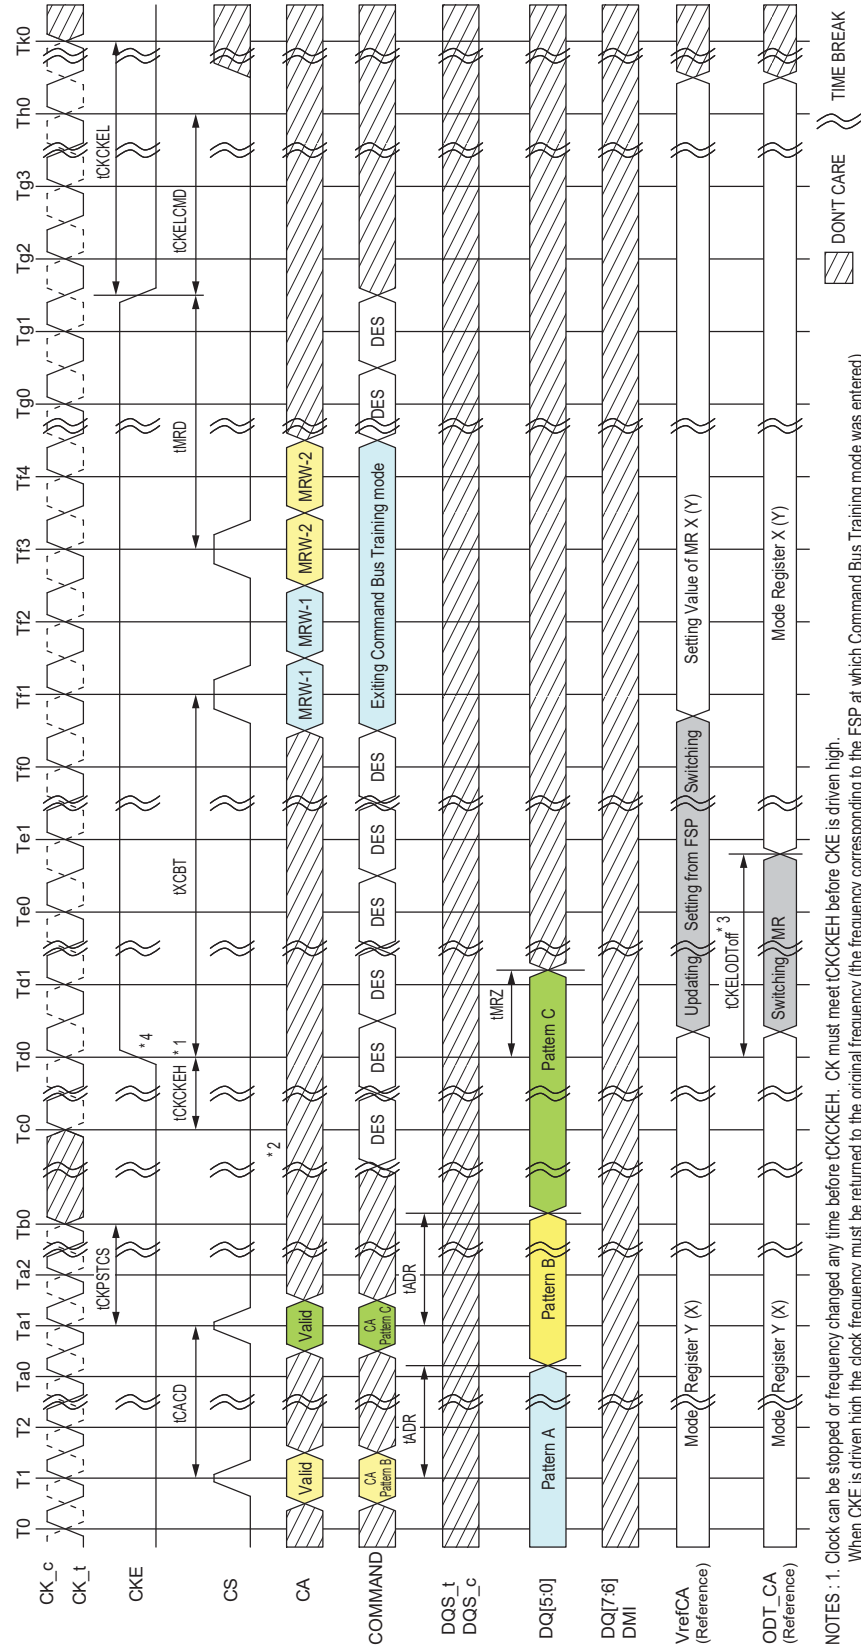 T0 T1 T2 Ta0 Ta1 Ta2 Tb0 Tc0 Td0 Td1 Te0 Te1 Tf0 Tf1 Tf2 Tf3 Tf4 Tg0 Tg1 Tg2 Tg3 Th0 Tk0
CK_c
CK_t
tCKPSTCS
tCKCKEL
CKE
*4
tCACD
tCKCKEH *1
tXCBT
tMRD
tCKELCMD
CS
*2
CA
Valid
Valid
MRW-1
MRW-1
MRW-2
MRW-2
COMMAND
CA
Pattern B
CA
Pattern C
DES
DES
DES
DES
DES
DES
Exiting Command Bus Training mode
DES
DES
tADR
tADR
DQS_t
DQS_c
tMRZ
DQ[5:0]
Pattern A
Pattern B
Pattern C
DQ[7:6]
DMI
VrefCA
(Reference)
Mode Register Y (X)
Updating Setting from FSP Switching
Setting Value of MR X (Y)
tCKELODToff *3
ODT_CA
(Reference)
Mode Register Y (X)
Switching MR
Mode Register X (Y)
DON'T CARE
TIME BREAK
NOTES : 1. Clock can be stopped or frequency changed any time before tCKCKEH. CK must meet tCKCKEH before CKE is driven high.
When CKE is driven high the clock frequency must be returned to the original frequency (the frequency corresponding to the FSP at which Command Bus Training mode was entered)